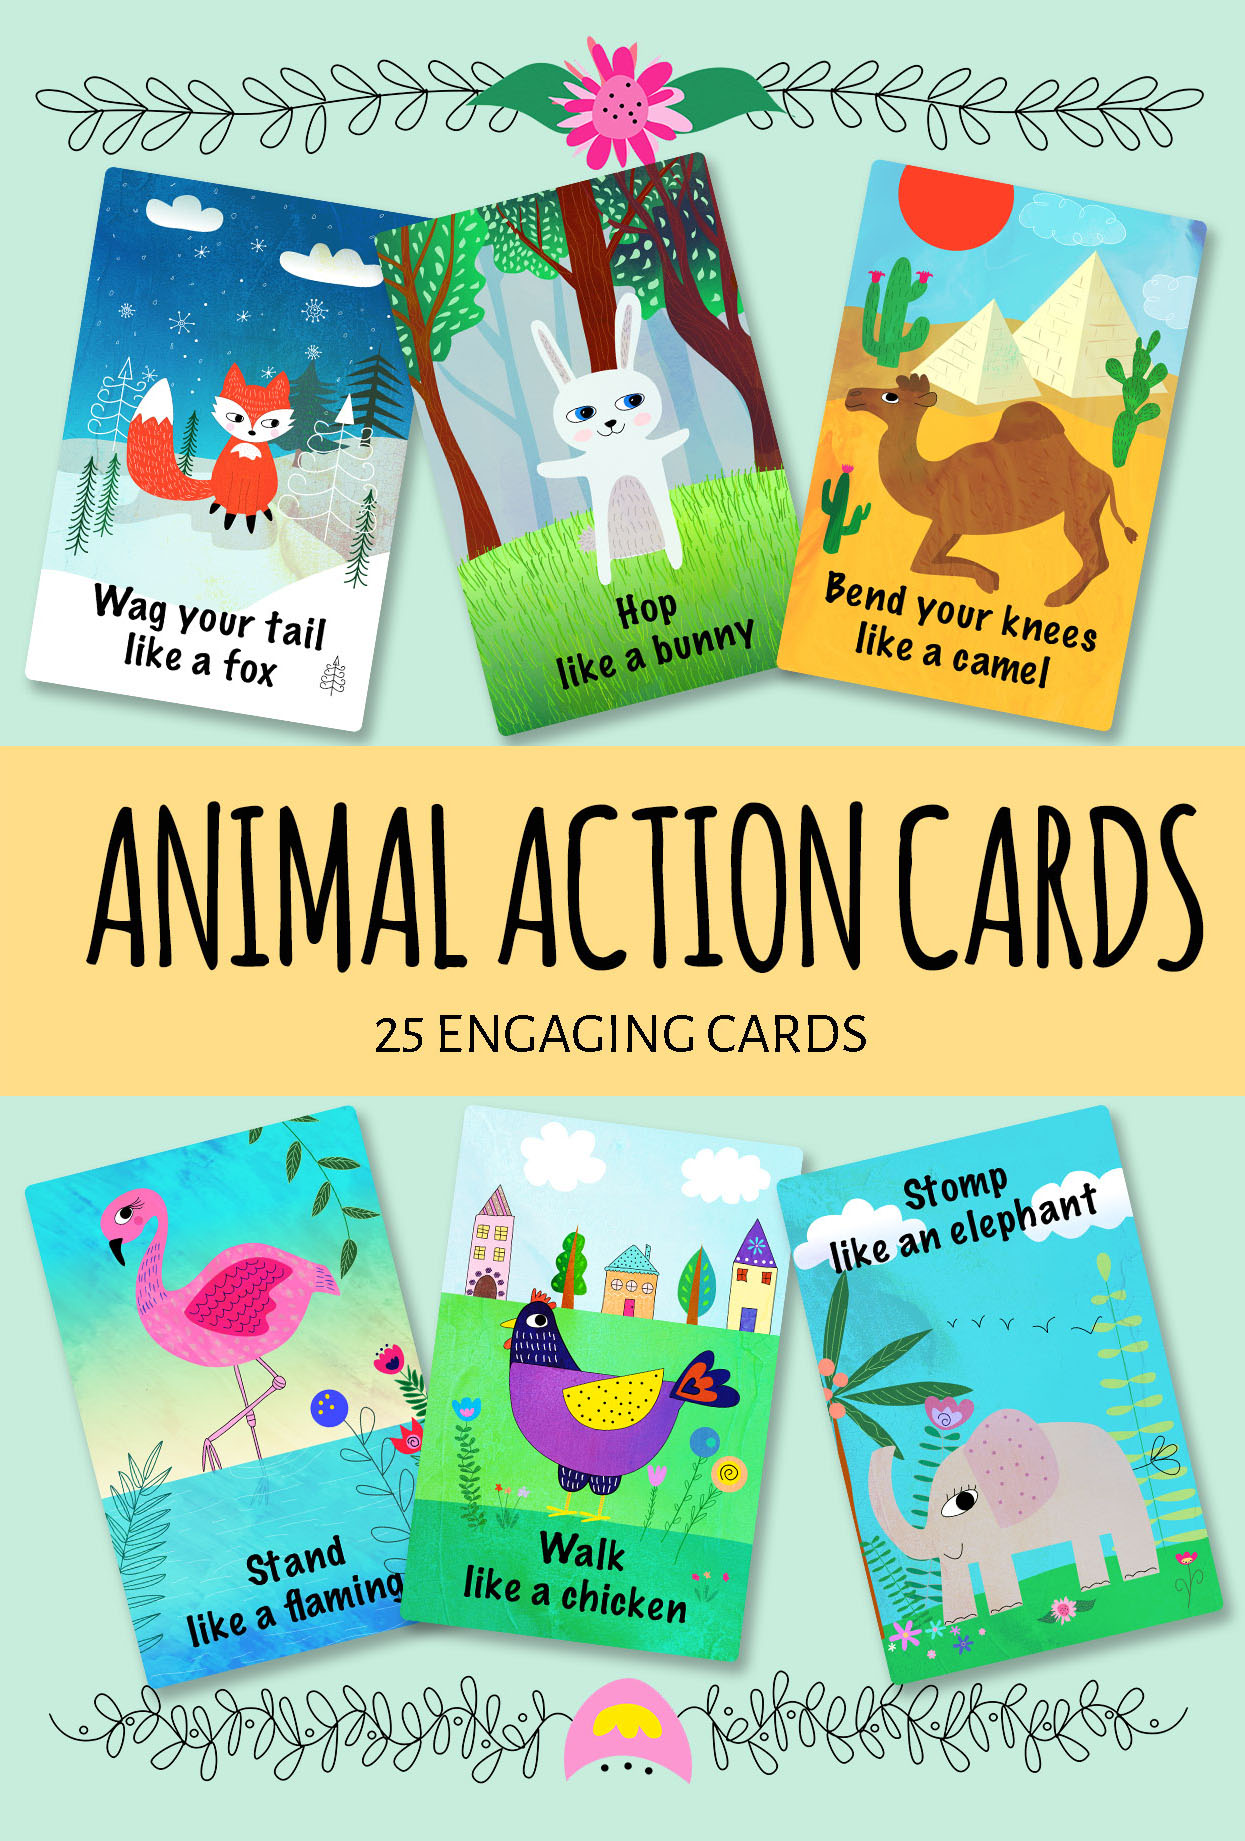 Wag your tail
like a fox
Hop
like a bunny
Bend your knees
like a camel
ANIMAL ACTION CARDS
25 ENGAGING CARDS
Stand
like a flaming
Walk
like a chicken
Stomp
like an elephant